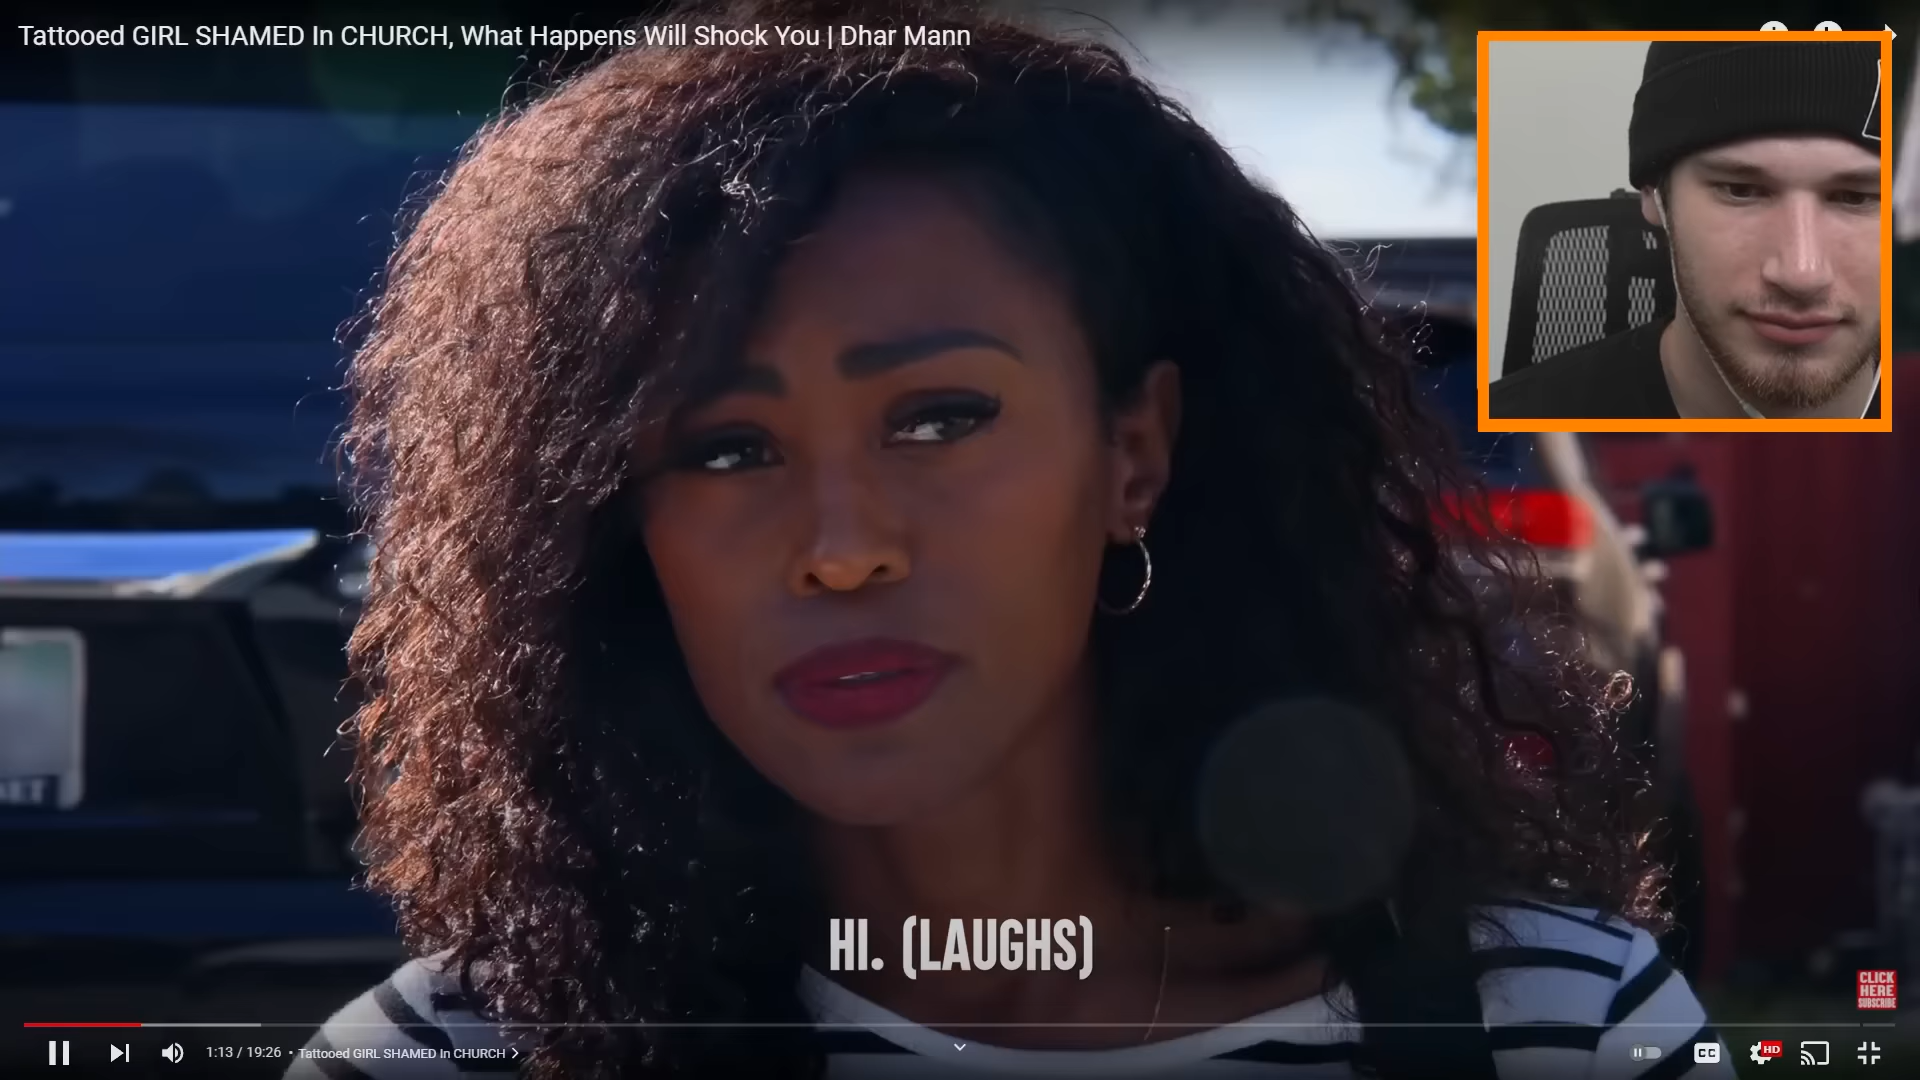 Tattooed GIRL SHAMED In CHURCH, What Happens Will Shock You | Dhar Mann
HI. (LAUGHS)
CLICK
HERE
SUBSCRIBE
1:13 / 19:26 • Tattooed GIRL SHAMED In CHURCH
CC
HD